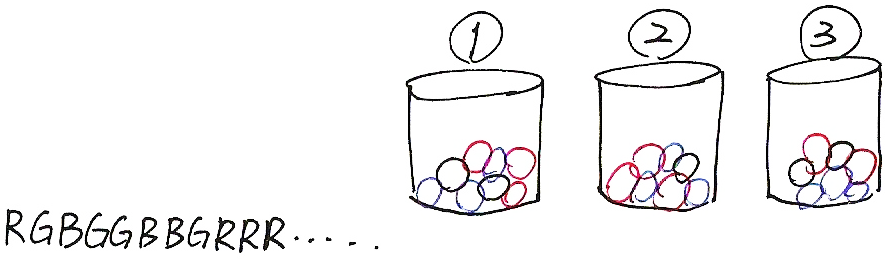 ① ② ③
RGBGGBBGRRR.....